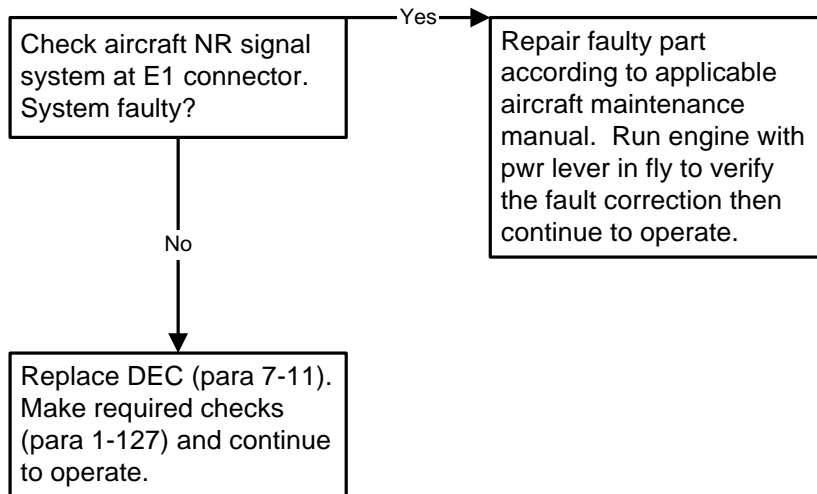 Check aircraft NR signal
system at E1 connector.
System faulty?
Yes
Repair faulty part
according to applicable
aircraft maintenance
manual.  Run engine with
pwr lever in fly to verify
the fault correction then
continue to operate.
No
Replace DEC (para 7-11).
Make required checks
(para 1-127) and continue
to operate.